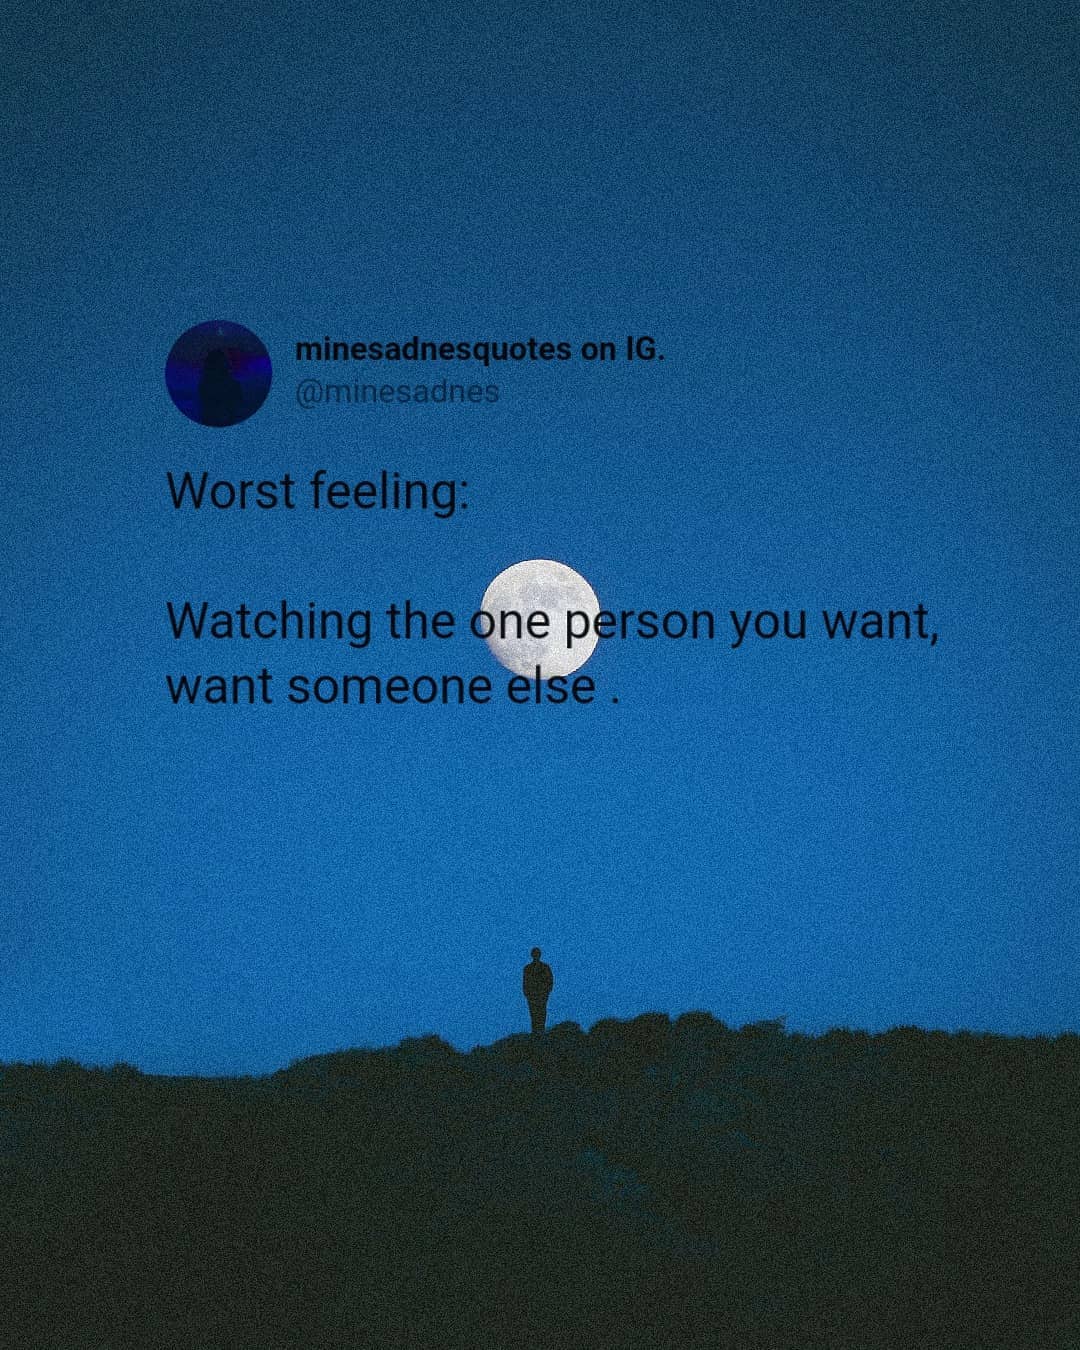 minesadnesquotes on IG.
@minesadnes
Worst feeling:
Watching the one person you want,
want someone else .